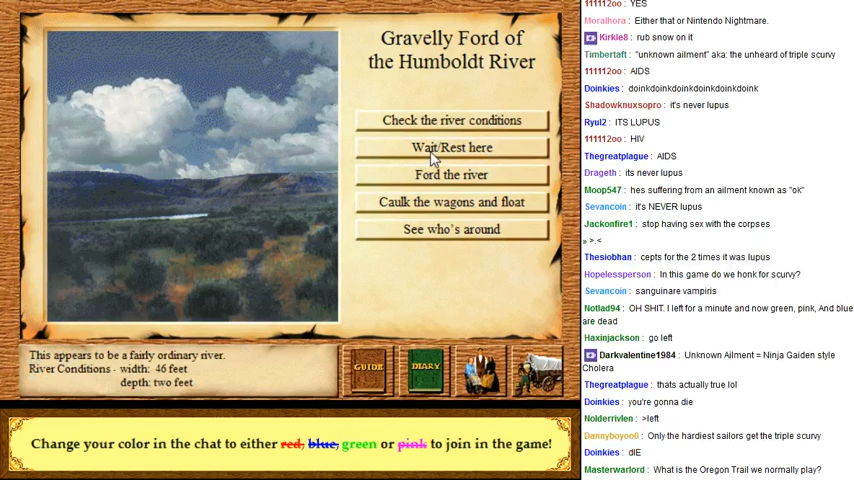 Gravelly Ford of
the Humboldt River
Check the river conditions
Wait/Rest here
Ford the river
Caulk the wagons and float
See who's around
This appears to be a fairly ordinary river.
River Conditions - width: 46 feet
depth: two feet
GUIDE
DIARY
Change your color in the chat to either red, blue, green or pink to join in the game!
111112oo : YES
Moralhora : Either that or Nintendo Nightmare.
Kirkle8 : rub snow on it
Timbertaft : "unknown ailment" aka: the unheard of triple scurvy
111112oo : AIDS
Doinkies : doinkdoinkdoinkdoinkdoinkdoink
Shadowknuxsopro : it's never lupus
Ryul2 : ITS LUPUS
111112oo : HIV
Thegreatplague : AIDS
Drageth : its never lupus
Moop547 : hes suffering from an ailment known as "ok"
Sevancoin : it's NEVER lupus
Jackonfire1 : stop having sex with the corpses
» >.<
Thesiobhan : cepts for the 2 times it was lupus
Hopelessperson : In this game do we honk for scurvy?
Sevancoin : sanguinare vampiris
Notlad94 : OH SHIT. I left for a minute and now green, pink, And blue
are dead
Haxinjackson : go left
Darkvalentine1984 : Unknown Ailment = Ninja Gaiden style
Cholera
Thegreatplague : thats actually true lol
Doinkies : you're gonna die
Nolderrivlen : >left
Dannyboyoo0 : Only the hardiest sailors get the triple scurvy
Doinkies : dIE
Masterwarlord : What is the Oregon Trail we normally play?